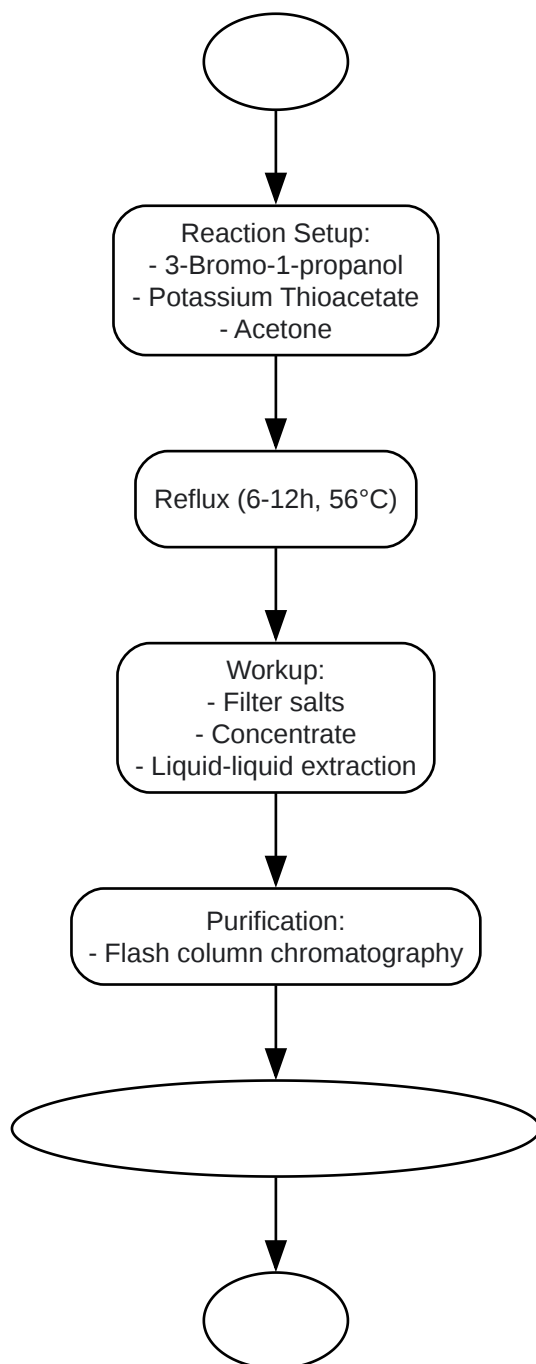 Reaction Setup:
- 3-Bromo-1-propanol
- Potassium Thioacetate
- Acetone
Reflux (6-12h, 56°C)
Workup:
- Filter salts
- Concentrate
- Liquid-liquid extraction
Purification:
- Flash column chromatography